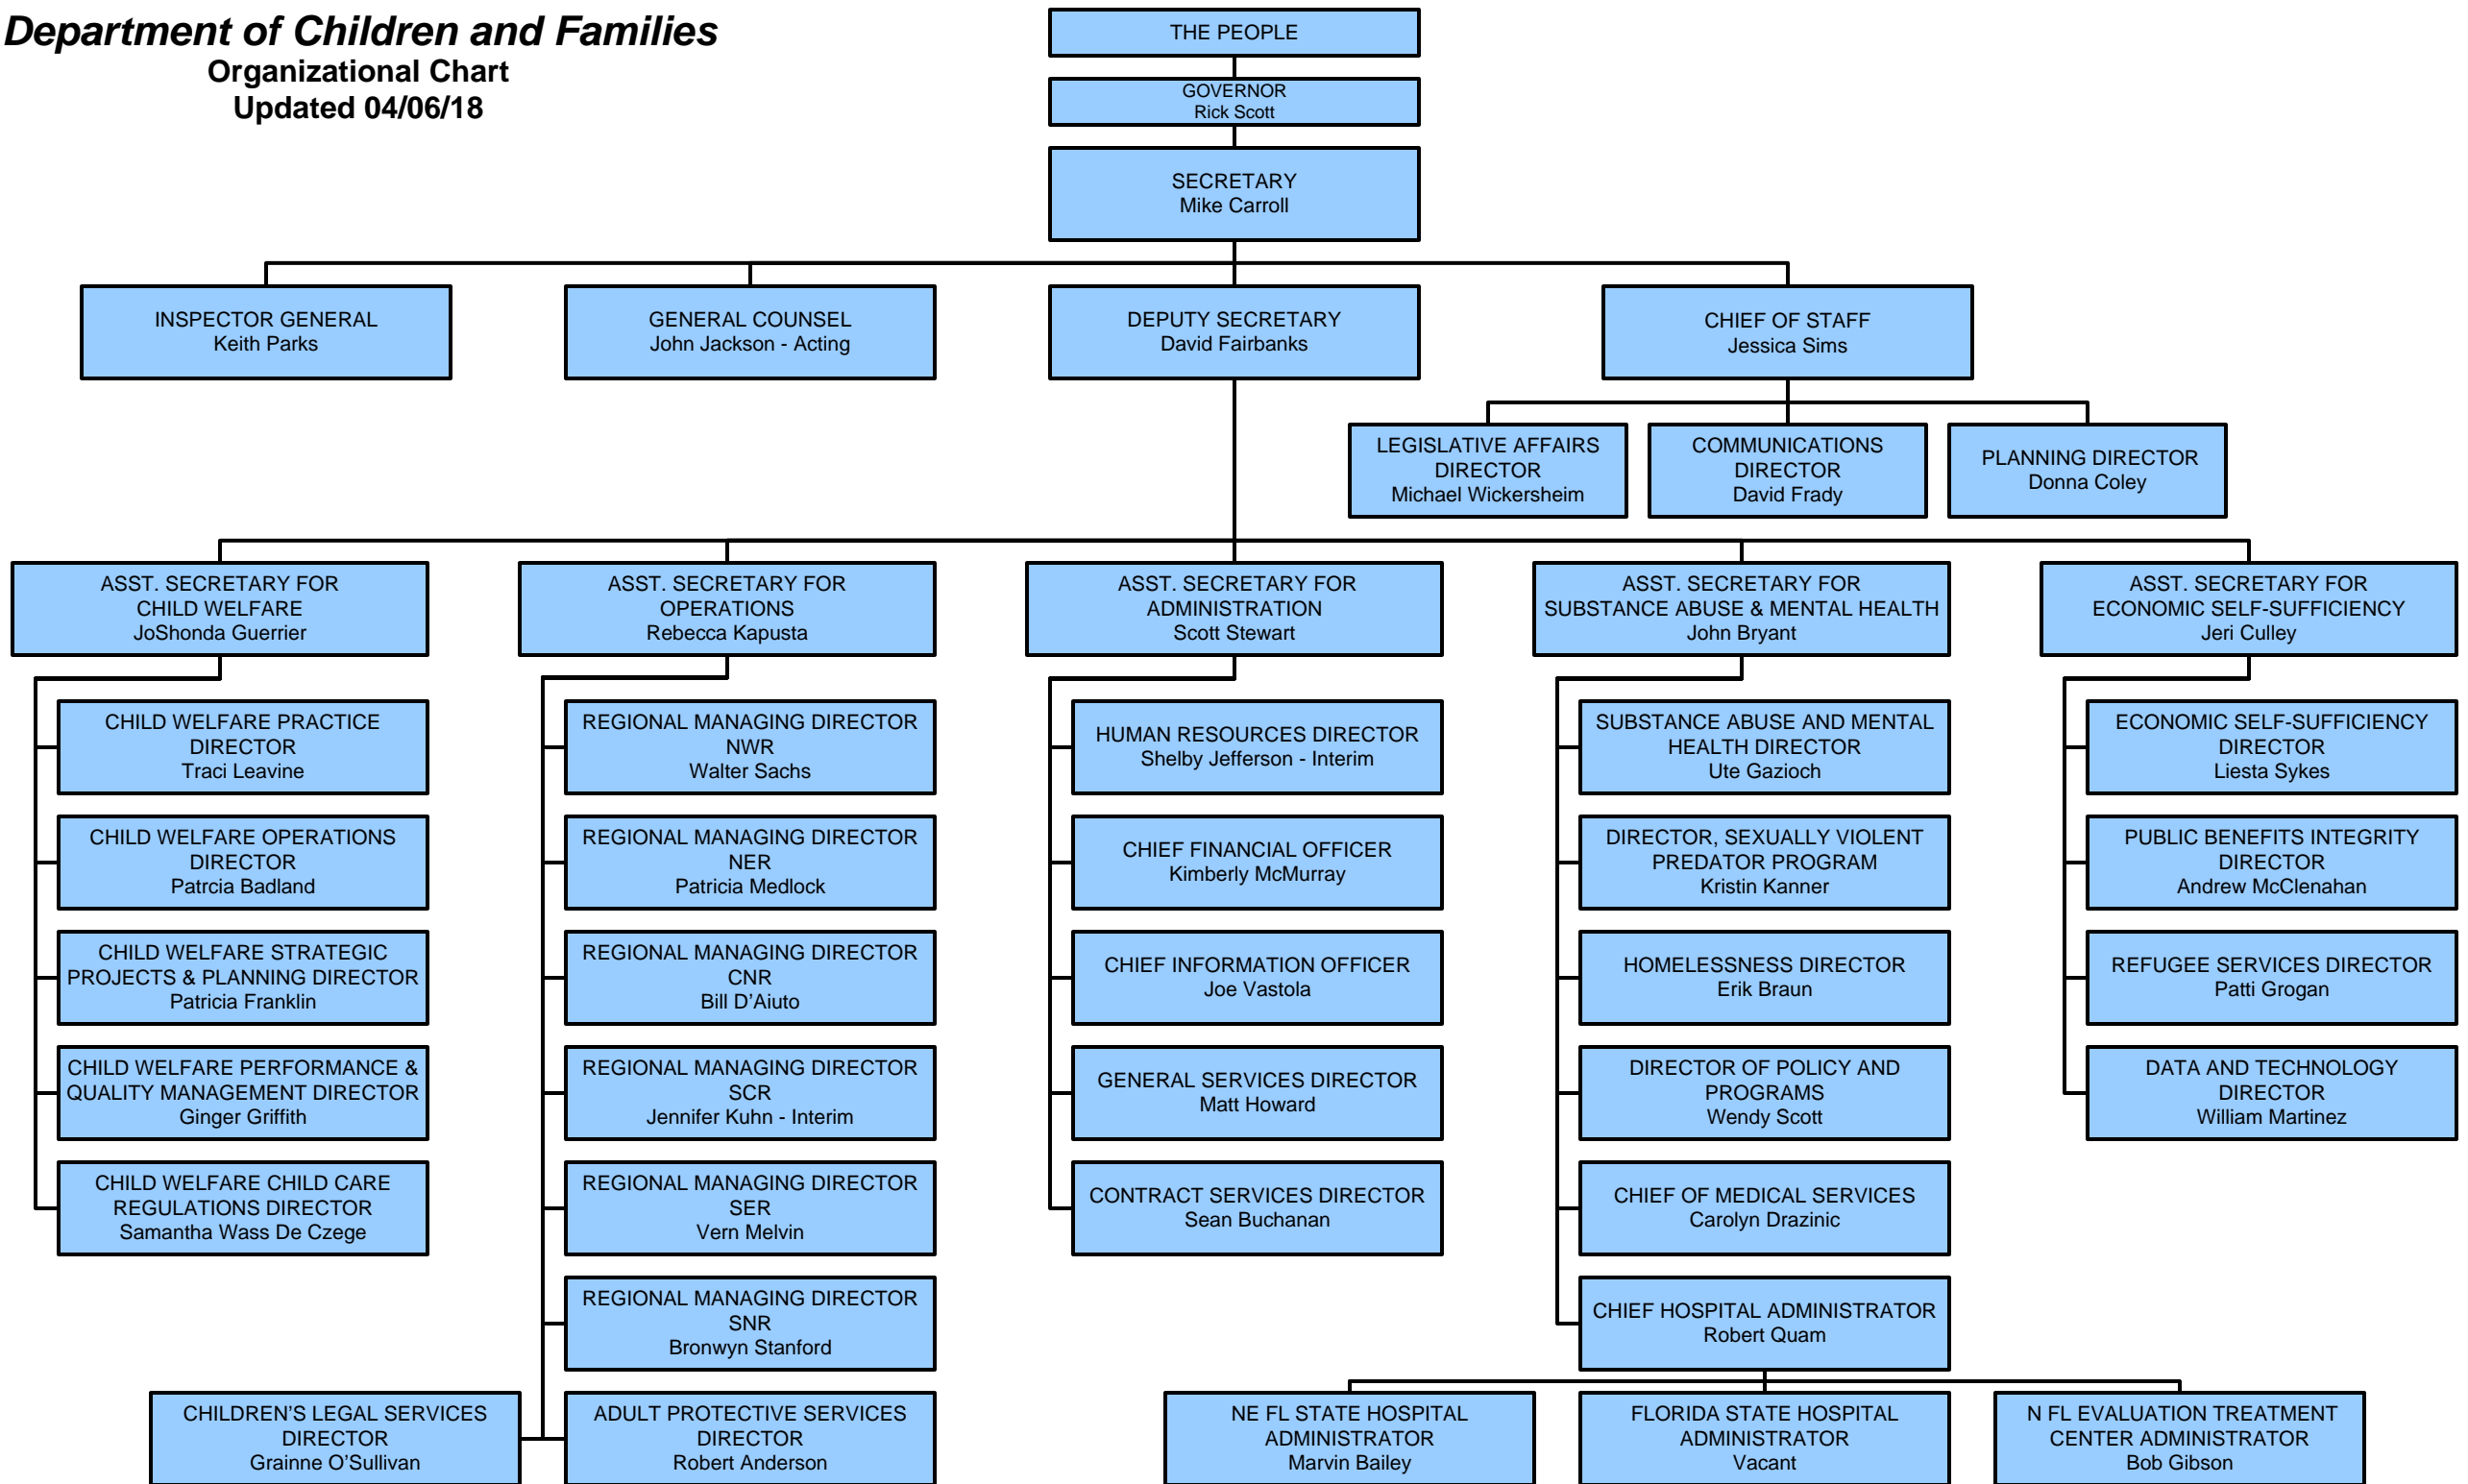 Department of Children and Families
Organizational Chart
Updated 04/06/18
THE PEOPLE
GOVERNOR
Rick Scott
SECRETARY
Mike Carroll
INSPECTOR GENERAL
Keith Parks
GENERAL COUNSEL
John Jackson - Acting
DEPUTY SECRETARY
David Fairbanks
CHIEF OF STAFF
Jessica Sims
LEGISLATIVE AFFAIRS
DIRECTOR
Michael Wickersheim
COMMUNICATIONS
DIRECTOR
David Frady
PLANNING DIRECTOR
Donna Coley
ASST. SECRETARY FOR
CHILD WELFARE
JoShonda Guerrier
ASST. SECRETARY FOR
OPERATIONS
Rebecca Kapusta
ASST. SECRETARY FOR
ADMINISTRATION
Scott Stewart
ASST. SECRETARY FOR
SUBSTANCE ABUSE & MENTAL HEALTH
John Bryant
ASST. SECRETARY FOR
ECONOMIC SELF-SUFFICIENCY
Jeri Culley
CHILD WELFARE PRACTICE
DIRECTOR
Traci Leavine
CHILD WELFARE OPERATIONS
DIRECTOR
Patrcia Badland
CHILD WELFARE STRATEGIC
PROJECTS & PLANNING DIRECTOR
Patricia Franklin
CHILD WELFARE PERFORMANCE &
QUALITY MANAGEMENT DIRECTOR
Ginger Griffith
CHILD WELFARE CHILD CARE
REGULATIONS DIRECTOR
Samantha Wass De Czege
REGIONAL MANAGING DIRECTOR
NWR
Walter Sachs
REGIONAL MANAGING DIRECTOR
NER
Patricia Medlock
REGIONAL MANAGING DIRECTOR
CNR
Bill D’Aiuto
REGIONAL MANAGING DIRECTOR
SCR
Jennifer Kuhn - Interim
REGIONAL MANAGING DIRECTOR
SER
Vern Melvin
REGIONAL MANAGING DIRECTOR
SNR
Bronwyn Stanford
CHILDREN’S LEGAL SERVICES
DIRECTOR
Grainne O’Sullivan
ADULT PROTECTIVE SERVICES
DIRECTOR
Robert Anderson
HUMAN RESOURCES DIRECTOR
Shelby Jefferson - Interim
CHIEF FINANCIAL OFFICER
Kimberly McMurray
CHIEF INFORMATION OFFICER
Joe Vastola
GENERAL SERVICES DIRECTOR
Matt Howard
CONTRACT SERVICES DIRECTOR
Sean Buchanan
SUBSTANCE ABUSE AND MENTAL
HEALTH DIRECTOR
Ute Gazioch
DIRECTOR, SEXUALLY VIOLENT
PREDATOR PROGRAM
Kristin Kanner
HOMELESSNESS DIRECTOR
Erik Braun
DIRECTOR OF POLICY AND
PROGRAMS
Wendy Scott
CHIEF OF MEDICAL SERVICES
Carolyn Drazinic
CHIEF HOSPITAL ADMINISTRATOR
Robert Quam
NE FL STATE HOSPITAL
ADMINISTRATOR
Marvin Bailey
FLORIDA STATE HOSPITAL
ADMINISTRATOR
Vacant
N FL EVALUATION TREATMENT
CENTER ADMINISTRATOR
Bob Gibson
ECONOMIC SELF-SUFFICIENCY
DIRECTOR
Liesta Sykes
PUBLIC BENEFITS INTEGRITY
DIRECTOR
Andrew McClenahan
REFUGEE SERVICES DIRECTOR
Patti Grogan
DATA AND TECHNOLOGY
DIRECTOR
William Martinez